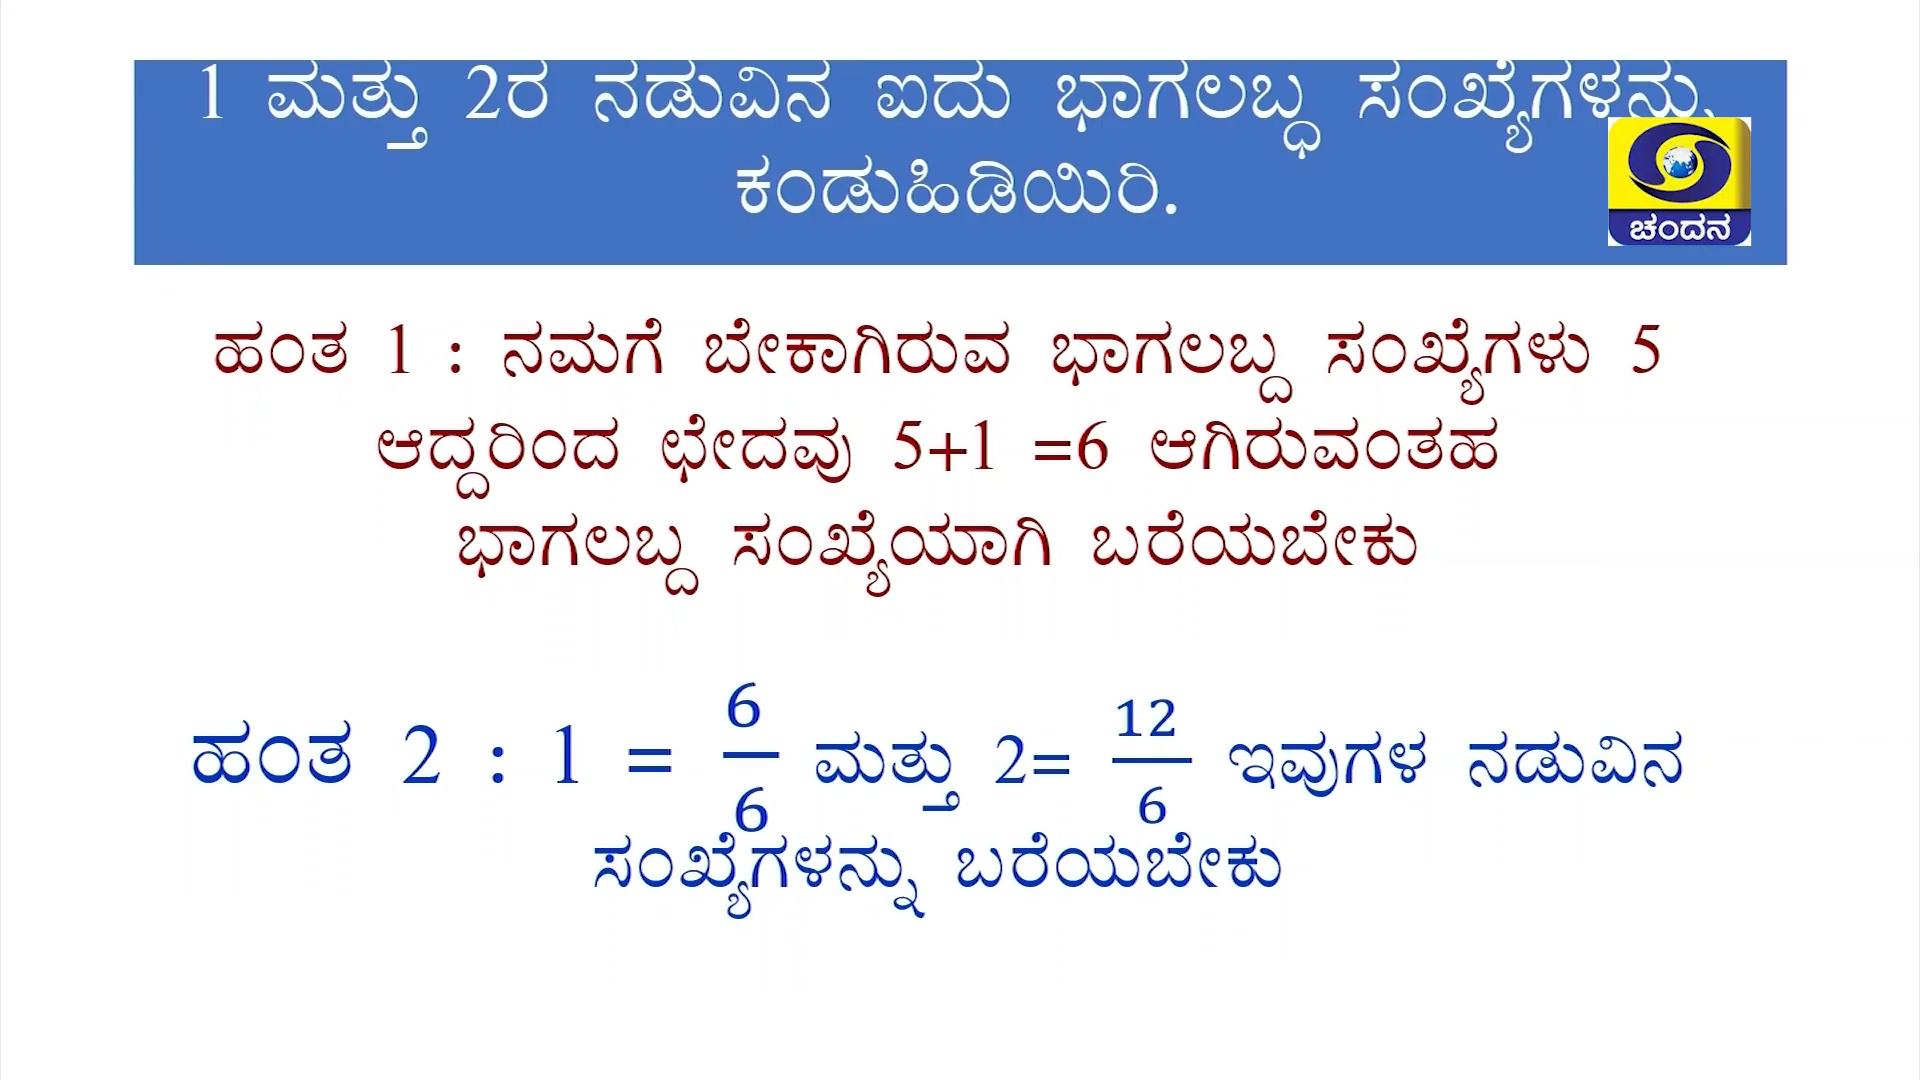 1 ಮತ್ತು 2ರ ನಡುವಿನ ಐದು ಭಾಗಲಬ್ಧ ಸಂಖ್ಯೆಗಳನ್ನು
ಕಂಡುಹಿಡಿಯಿರಿ.
ಚಂದನ
ಹಂತ 1 : ನಮಗೆ ಬೇಕಾಗಿರುವ ಭಾಗಲಬ್ದ ಸಂಖ್ಯೆಗಳು 5
ಆದ್ದರಿಂದ ಛೇದವು 5+1 =6 ಆಗಿರುವಂತಹ
ಭಾಗಲಬ್ದ ಸಂಖ್ಯೆಯಾಗಿ ಬರೆಯಬೇಕು
ಹಂತ 2 : 1 = 6/6 ಮತ್ತು 2= 12/6 ಇವುಗಳ ನಡುವಿನ
ಸಂಖ್ಯೆಗಳನ್ನು ಬರೆಯಬೇಕು